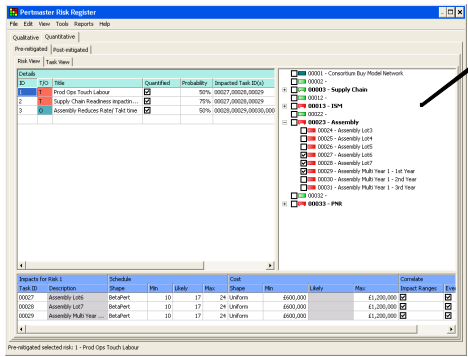 Pertmaster Risk Register
File Edit View Tools Reports Help
Qualitative Quantitative
Pre-mitigated Post-mitigated
Risk View Task View
Details
ID T/O Title Quantified Probability Impacted Task ID(s)
1 T Prod Ops Touch Labour 50% 00027,00028,00029
2 T Supply Chain Readiness impactin... 75% 00027,00028,00029
3 O Assembly Reduces Rate/ Takt time 50% 00028,00029,00030,000
00001 - Consortium Buy Model Network
00002 -
00003 - Supply Chain
00012 -
00013 - ISM
00022 -
00023 - Assembly
00024 - Assembly Lot3
00025 - Assembly Lot4
00026 - Assembly Lot5
00027 - Assembly Lot6
00028 - Assembly Lot7
00029 - Assembly Multi Year 1 - 1st Year
00030 - Assembly Multi Year 1 - 2nd Year
00031 - Assembly Multi Year 1 - 3rd Year
00032 -
00033 - PNR
Impacts for Risk 1 Schedule Cost Correlate
Task ID Description Shape Min Likely Max Shape Min Likely Max Impact Ranges Eve
00027 Assembly Lot6 BetaPert 10 17 24 Uniform £600,000 £1,200,000
00028 Assembly Lot7 BetaPert 10 17 24 Uniform £600,000 £1,200,000
00029 Assembly Multi Year ... BetaPert 10 17 24 Uniform £600,000 £1,200,000
Pre-mitigated selected risk: 1 - Prod Ops Touch Labour